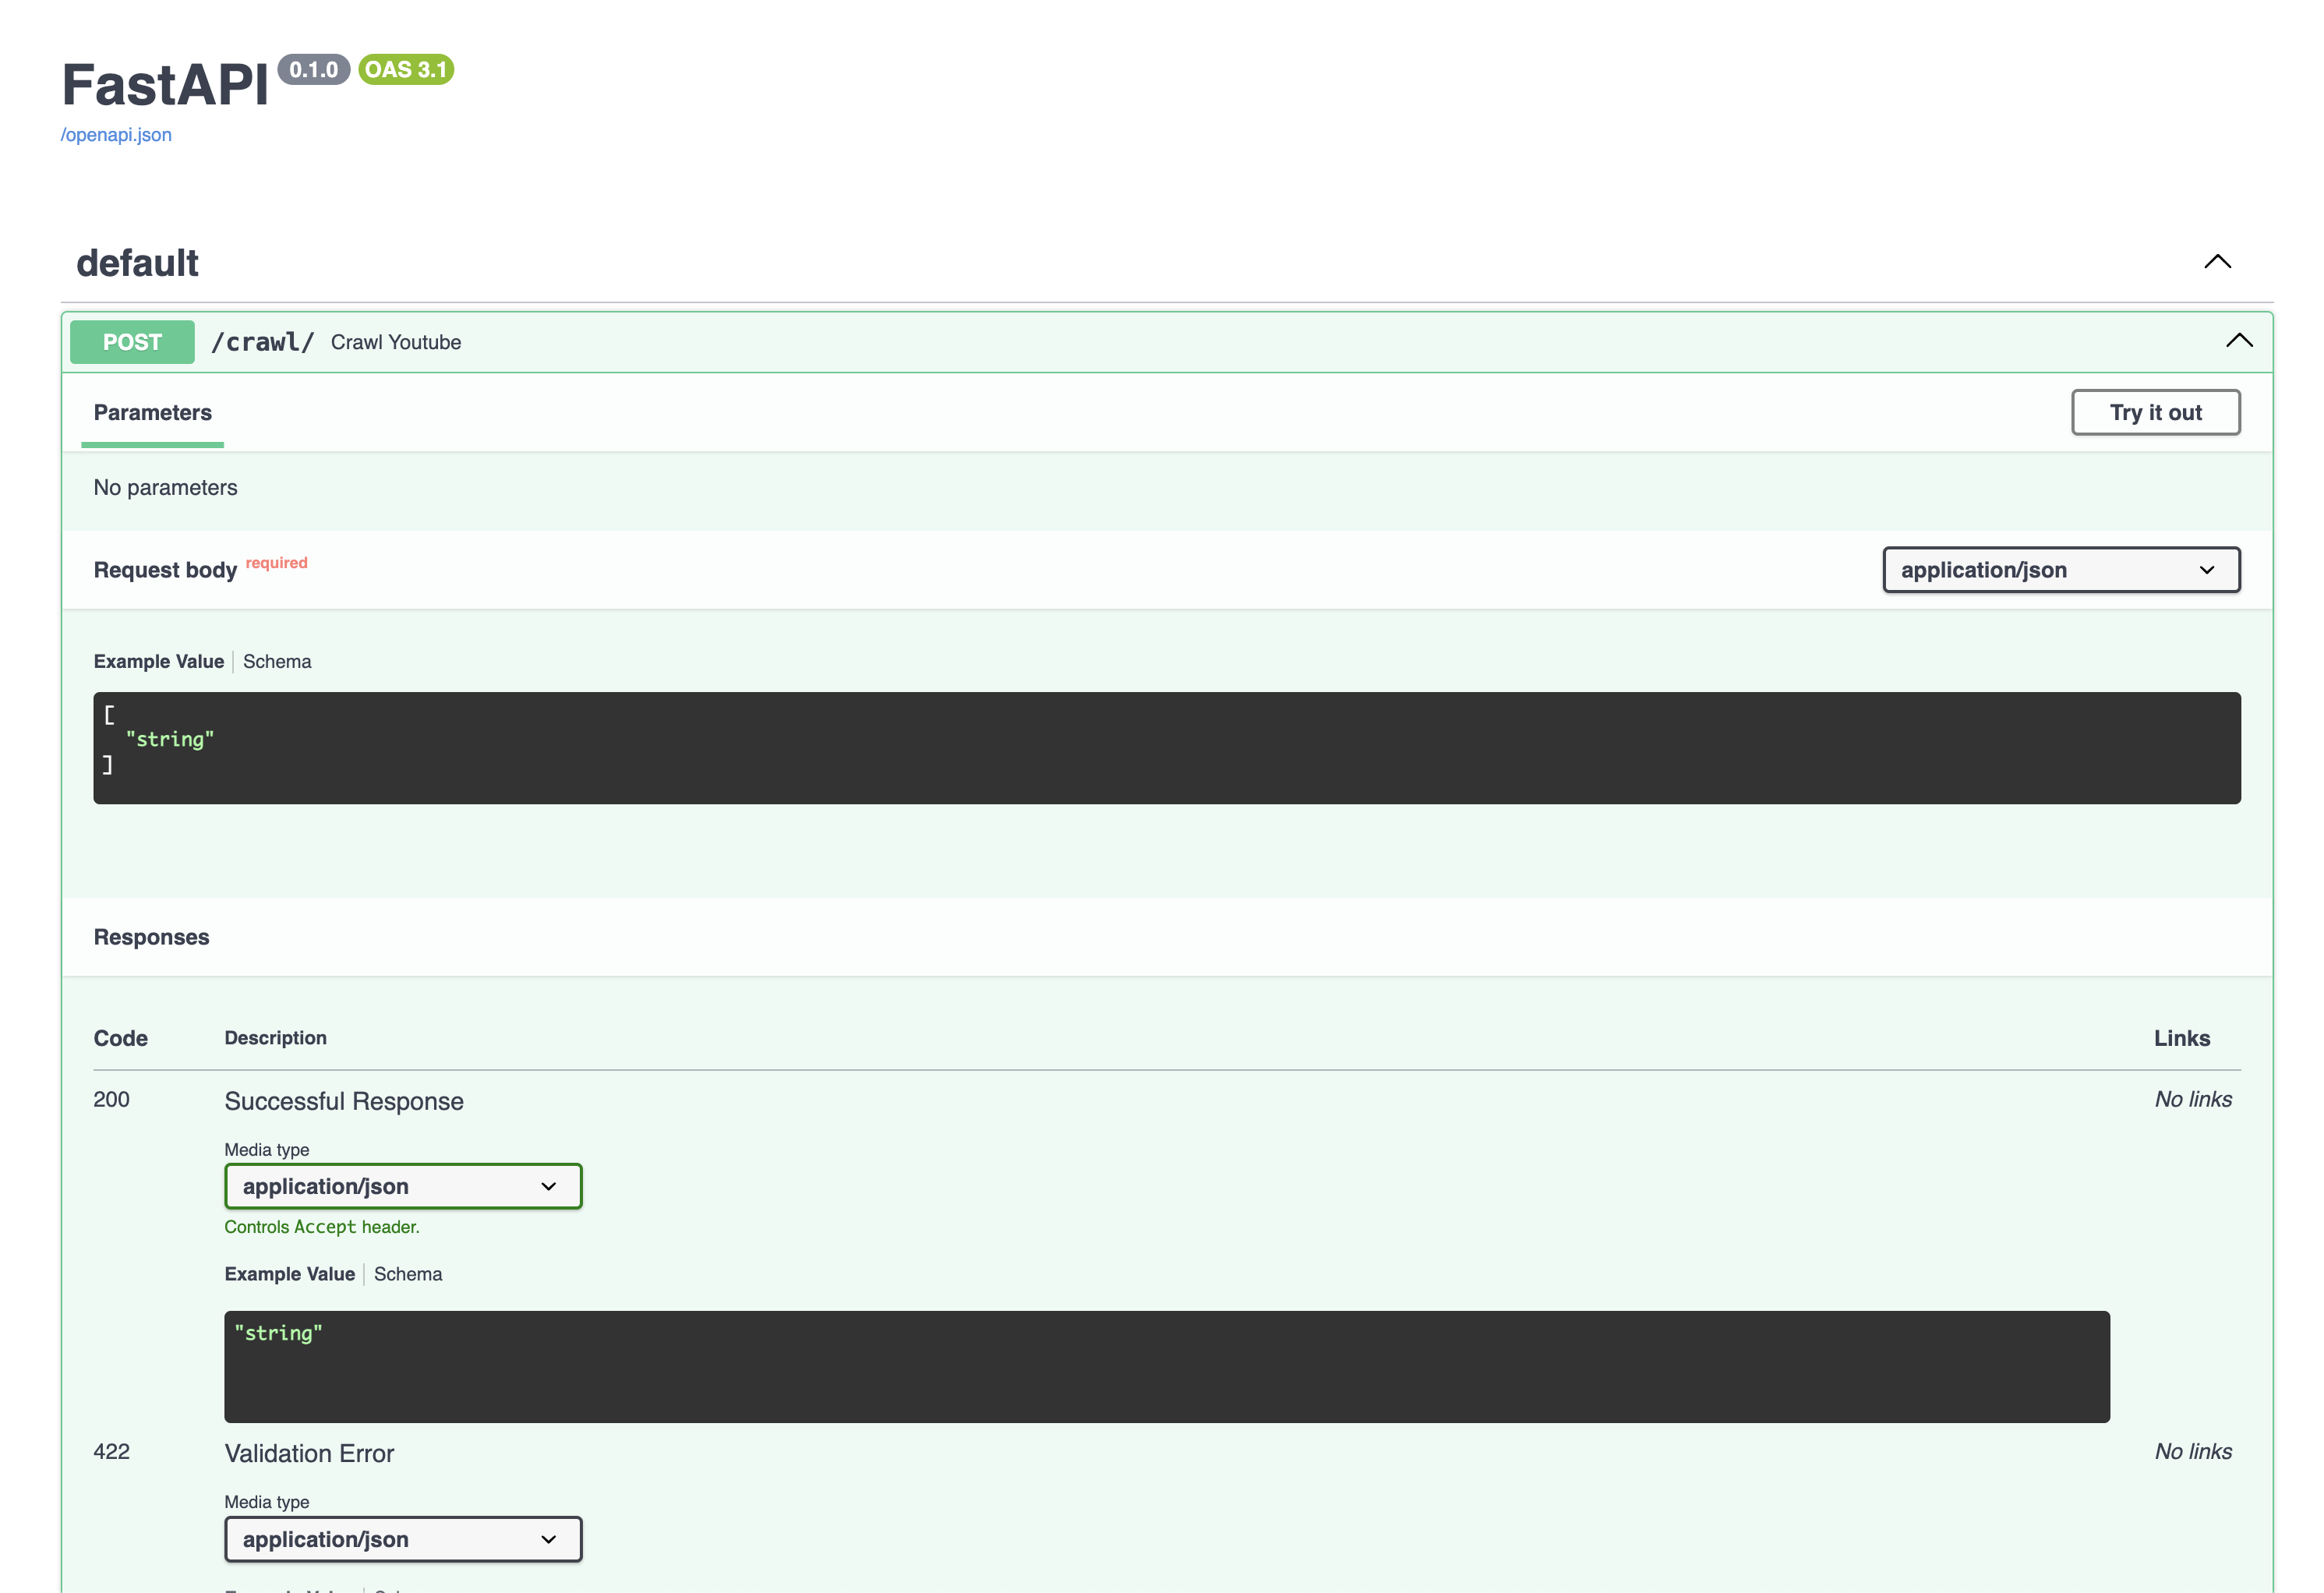 FastAPI 0.1.0 OAS 3.1
/openapi.json
default
POST /crawl/ Crawl Youtube
Parameters Try it out
No parameters
Request body required application/json
Example Value Schema
[
"string"
]
Responses
Code Description Links
200 Successful Response No links
Media type
application/json
Controls Accept header.
Example Value Schema
"string"
422 Validation Error No links
Media type
application/json